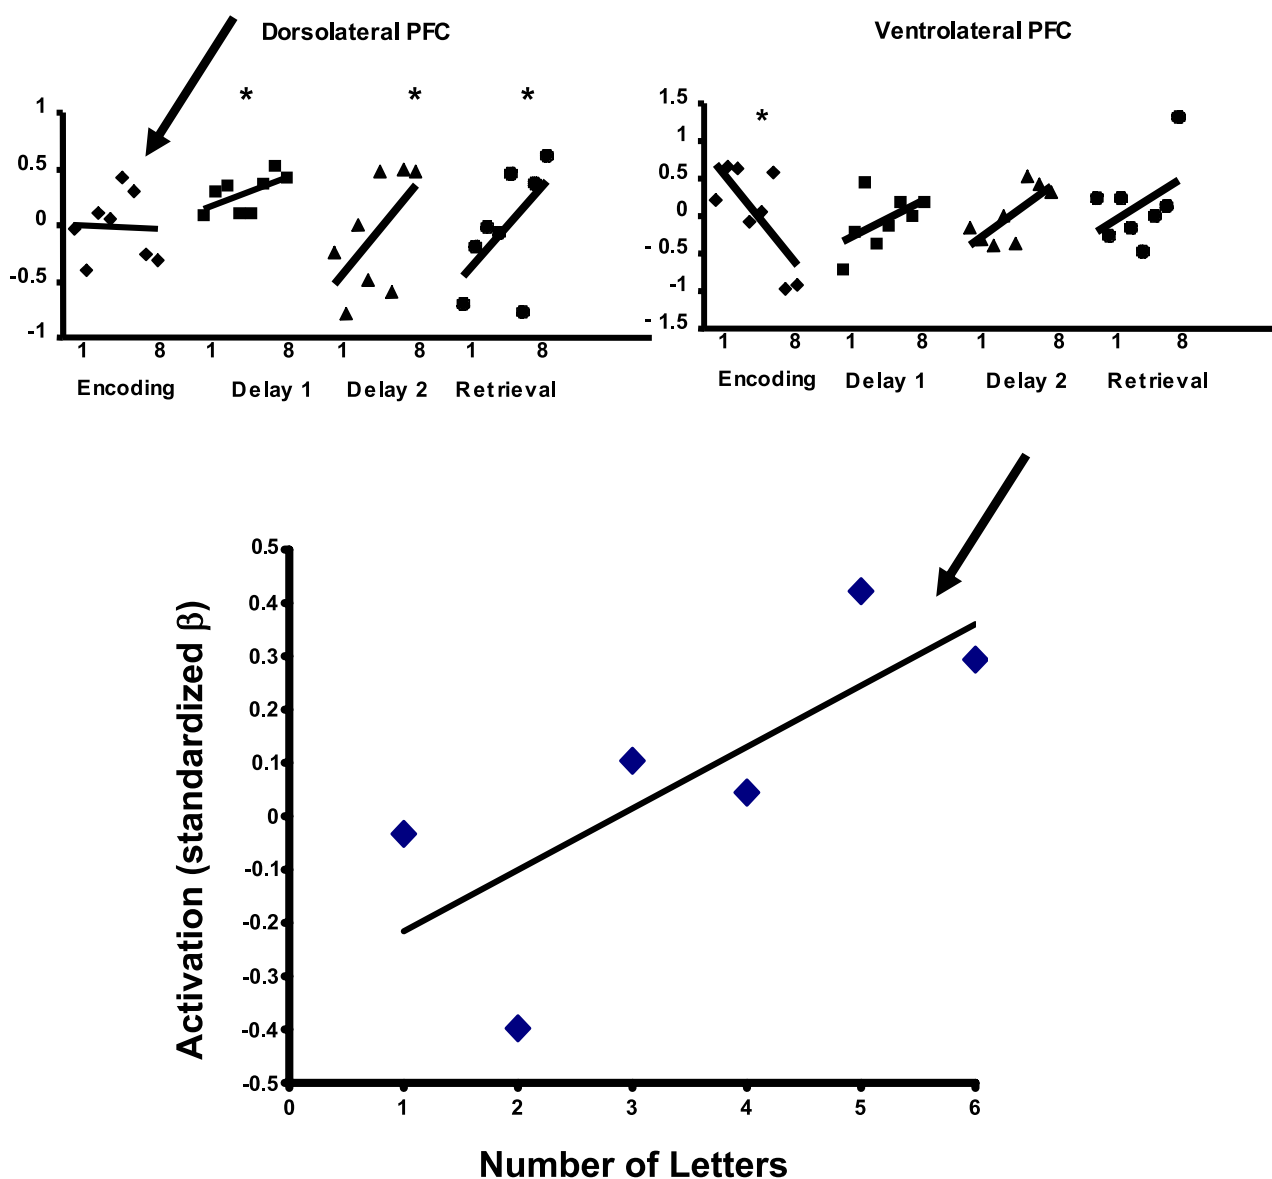 Dorsolateral PFC
* * *
1
0.5
0
-0.5
-1
1 8 1 8 1 8 1 8
Encoding Delay 1 Delay 2 Retrieval
Ventrolateral PFC
*
1.5
1
0.5
0
- 0.5
-1
- 1.5
1 8 1 8 1 8 1 8
Encoding Delay 1 Delay 2 Retrieval
Activation (standardized β)
0.5
0.4
0.3
0.2
0.1
0
-0.1
-0.2
-0.3
-0.4
-0.5
0 1 2 3 4 5 6
Number of Letters